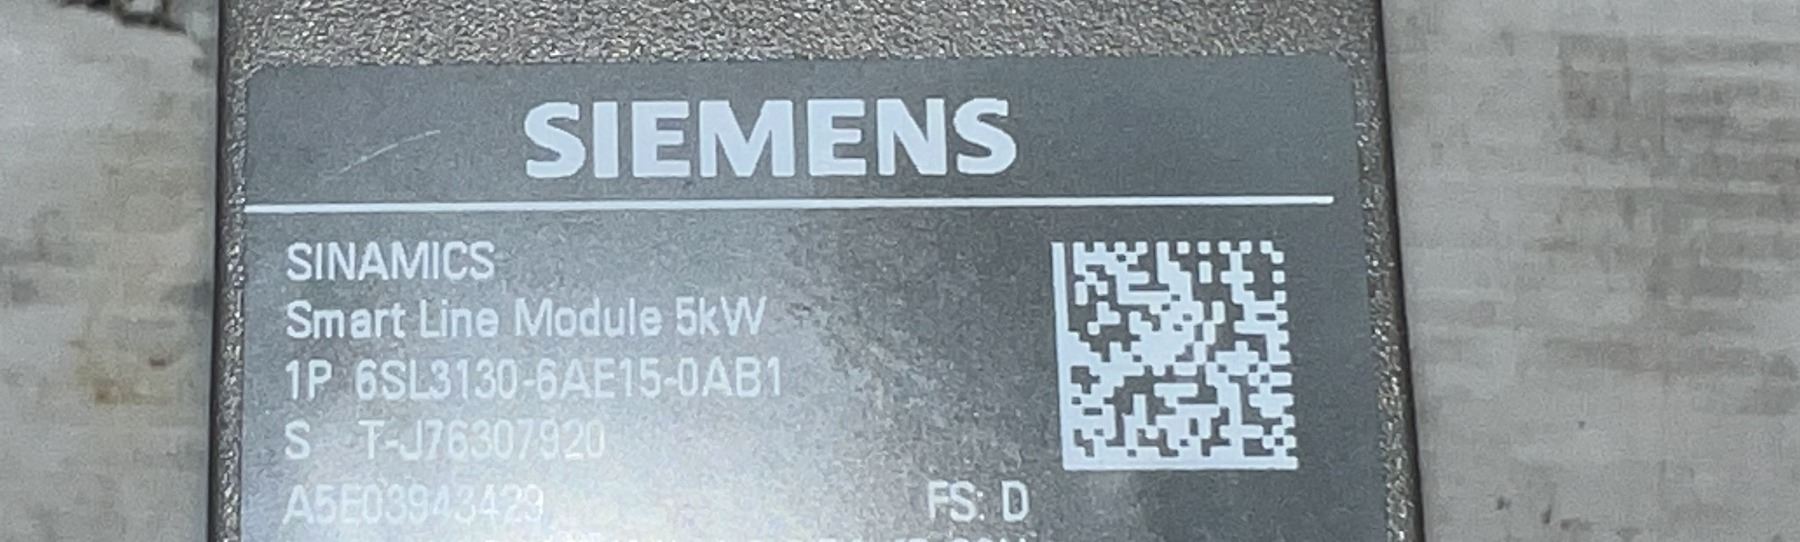 SIEMENS
SINAMICS
Smart Line Module 5kW
1P 6SL3130-6AE15-0AB1
S T-J76307920
A5E03943429
FS: D